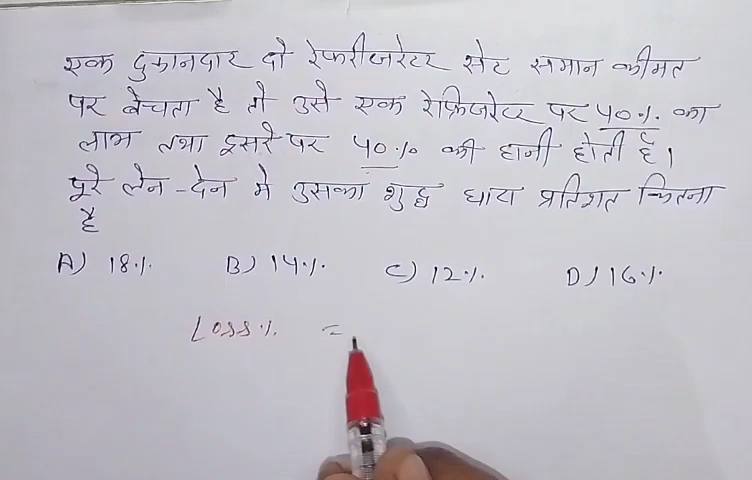 एक दुकानदार दो रेफरीजरेटर सेट समान कीमत
पर बेचता है तो उसे एक रेफ्रिजरेटर पर 40%. का
लाभ तथा दूसरे पर 40% की हानी होती है।
पूरे लेन-देन मे उसका शुद्ध घाटा प्रतिशत कितना
है
A) 18%. B) 14%. C) 12%. D) 16%.
Loss%. =